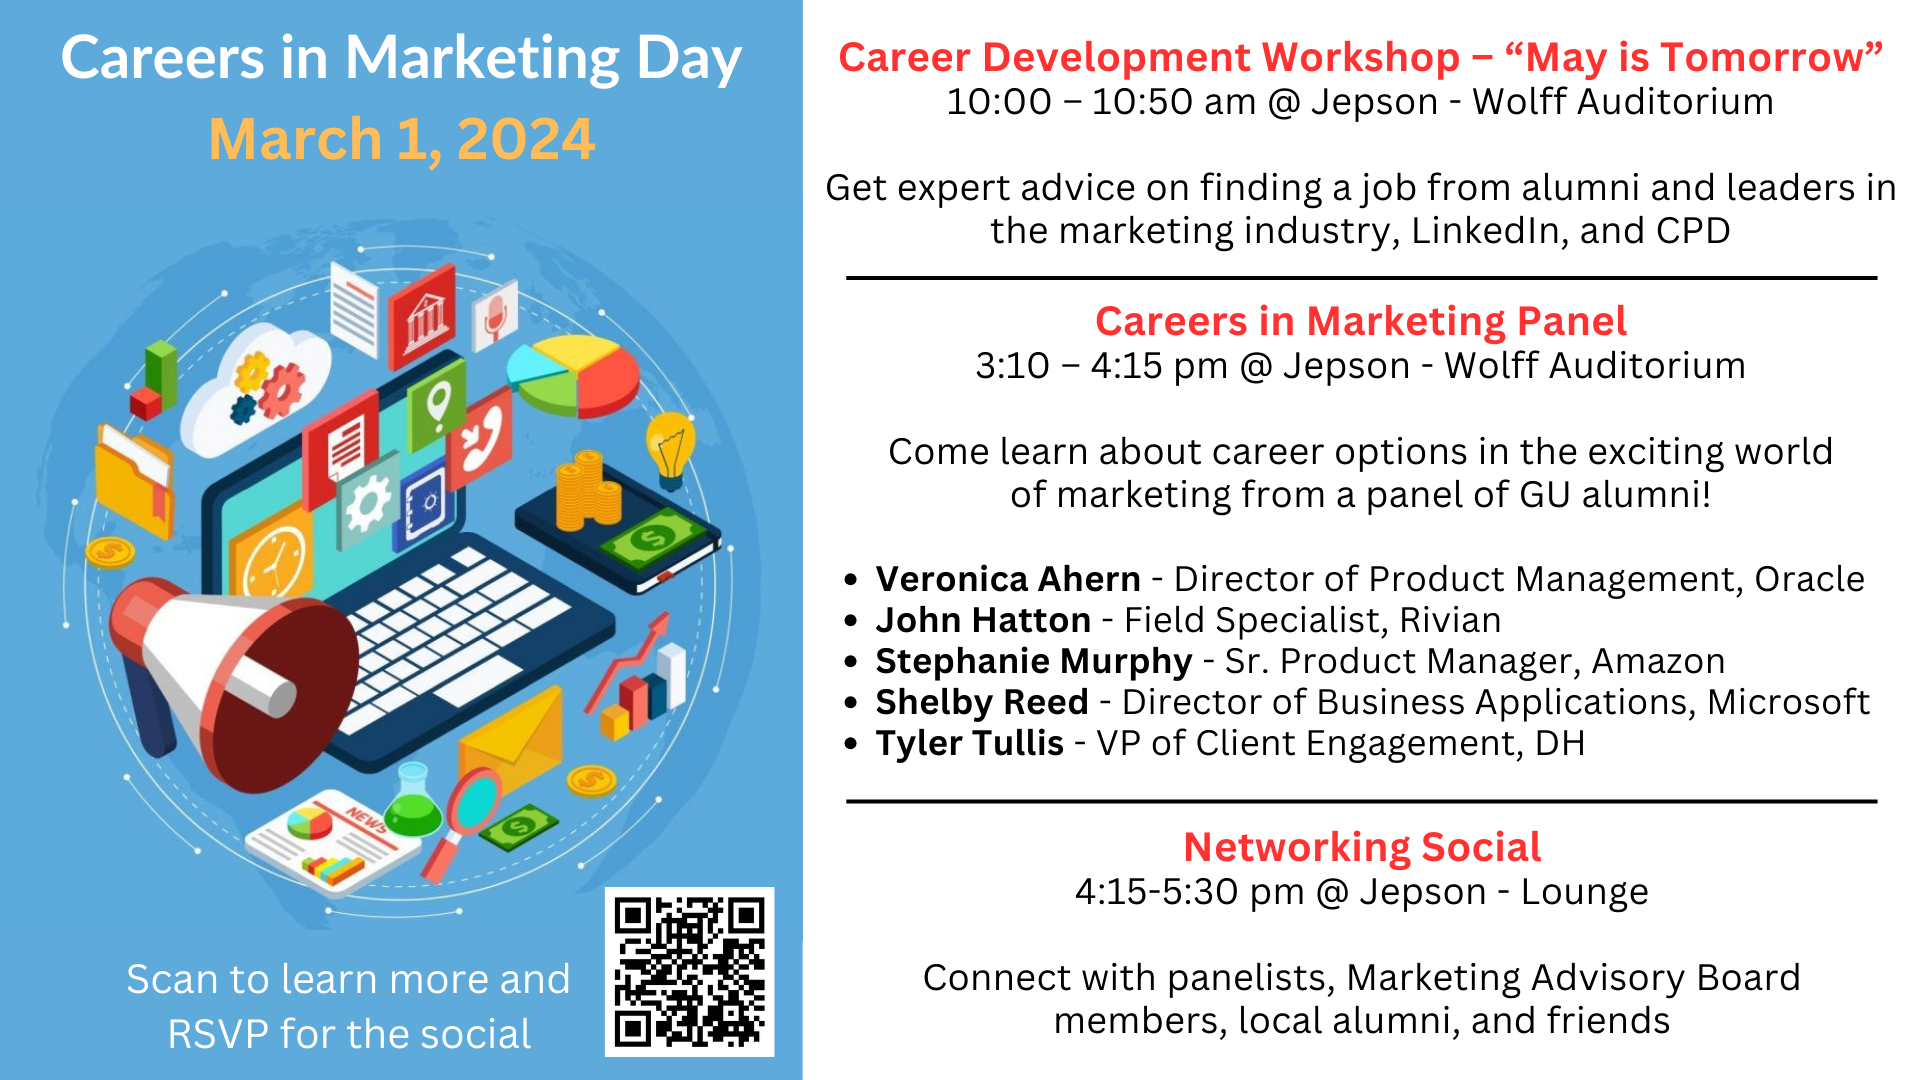 Careers in Marketing Day
March 1, 2024
NEWS
Scan to learn more and
RSVP for the social
Career Development Workshop – “May is Tomorrow”
10:00 – 10:50 am @ Jepson - Wolff Auditorium
Get expert advice on finding a job from alumni and leaders in
the marketing industry, LinkedIn, and CPD
Careers in Marketing Panel
3:10 – 4:15 pm @ Jepson - Wolff Auditorium
Come learn about career options in the exciting world
of marketing from a panel of GU alumni!
• Veronica Ahern - Director of Product Management, Oracle
• John Hatton - Field Specialist, Rivian
• Stephanie Murphy - Sr. Product Manager, Amazon
• Shelby Reed - Director of Business Applications, Microsoft
• Tyler Tullis - VP of Client Engagement, DH
Networking Social
4:15-5:30 pm @ Jepson - Lounge
Connect with panelists, Marketing Advisory Board
members, local alumni, and friends